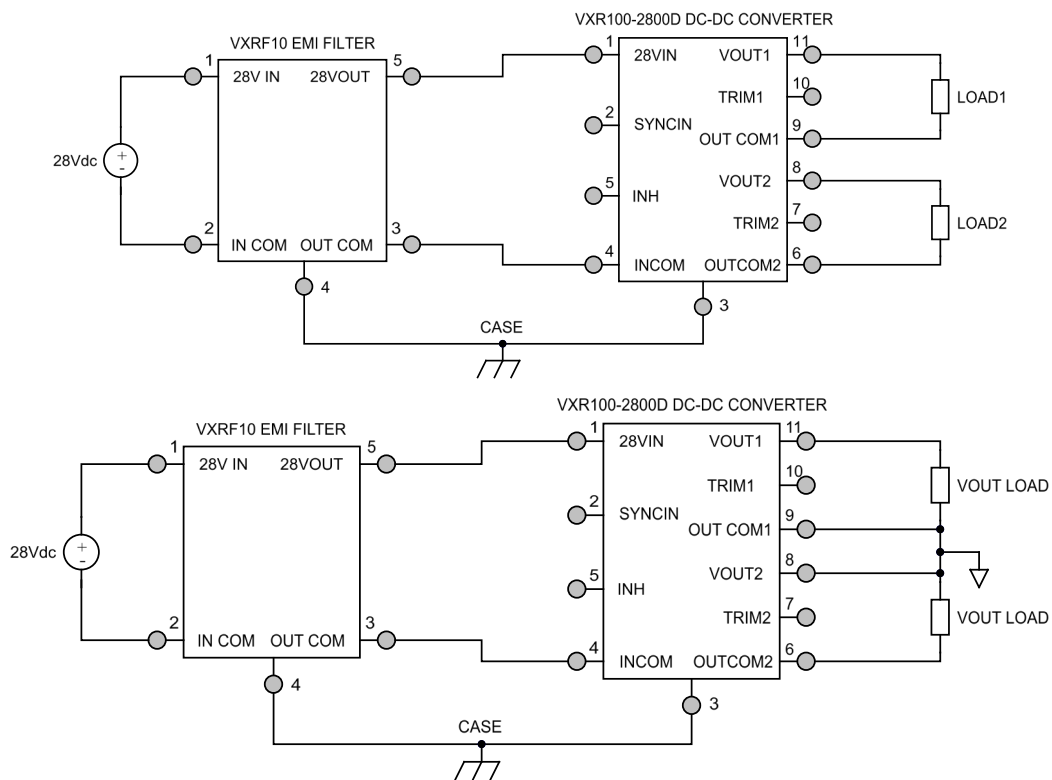 VXR100-2800D DC-DC CONVERTER
VXRF10 EMI FILTER
1 28V IN 28VOUT 5
1 28VIN VOUT1 11
TRIM1 10
LOAD1
2 SYNCIN
OUT COM1 9
28Vdc
+
-
VOUT2 8
5 INH
TRIM2 7
LOAD2
2 IN COM OUT COM 3
4 INCOM OUTCOM2 6
4
3
CASE
VXR100-2800D DC-DC CONVERTER
VXRF10 EMI FILTER
1 28V IN 28VOUT 5
1 28VIN VOUT1 11
TRIM1 10
VOUT LOAD
2 SYNCIN
OUT COM1 9
28Vdc
+
-
VOUT2 8
5 INH
TRIM2 7
VOUT LOAD
2 IN COM OUT COM 3
4 INCOM OUTCOM2 6
4
3
CASE